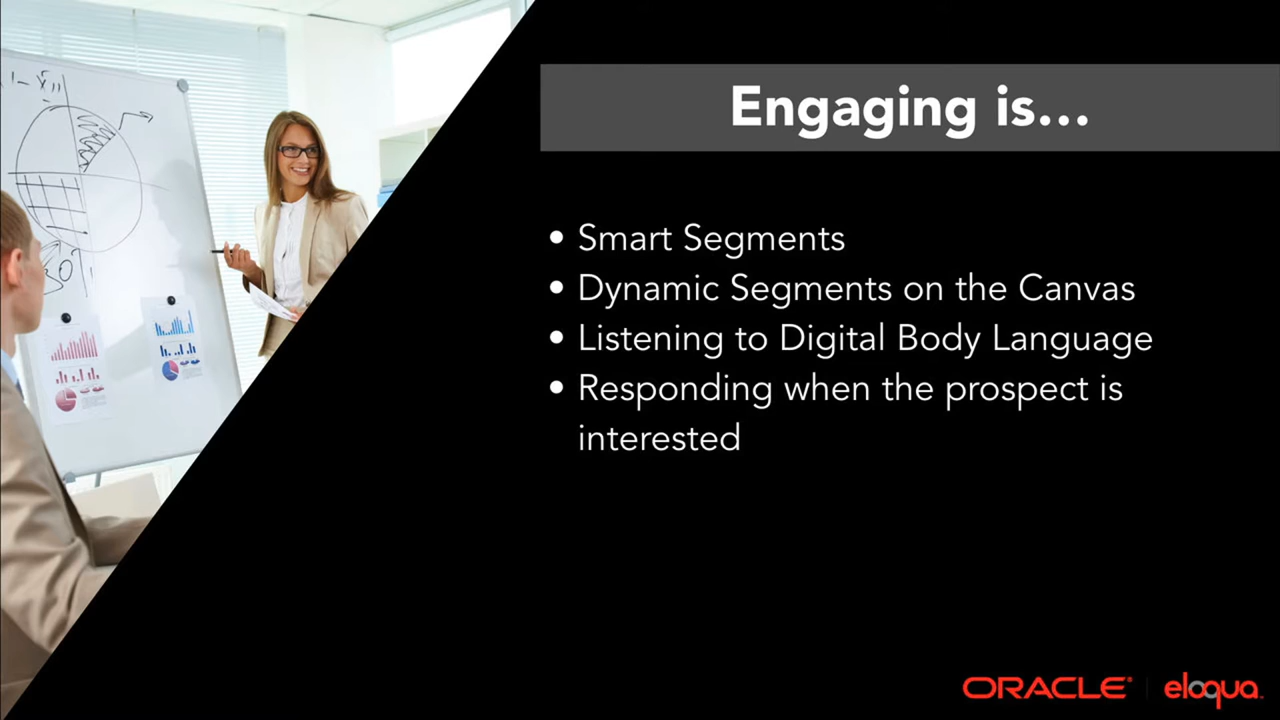 Engaging is...
• Smart Segments
• Dynamic Segments on the Canvas
• Listening to Digital Body Language
• Responding when the prospect is
interested
ORACLE® | eloqua™